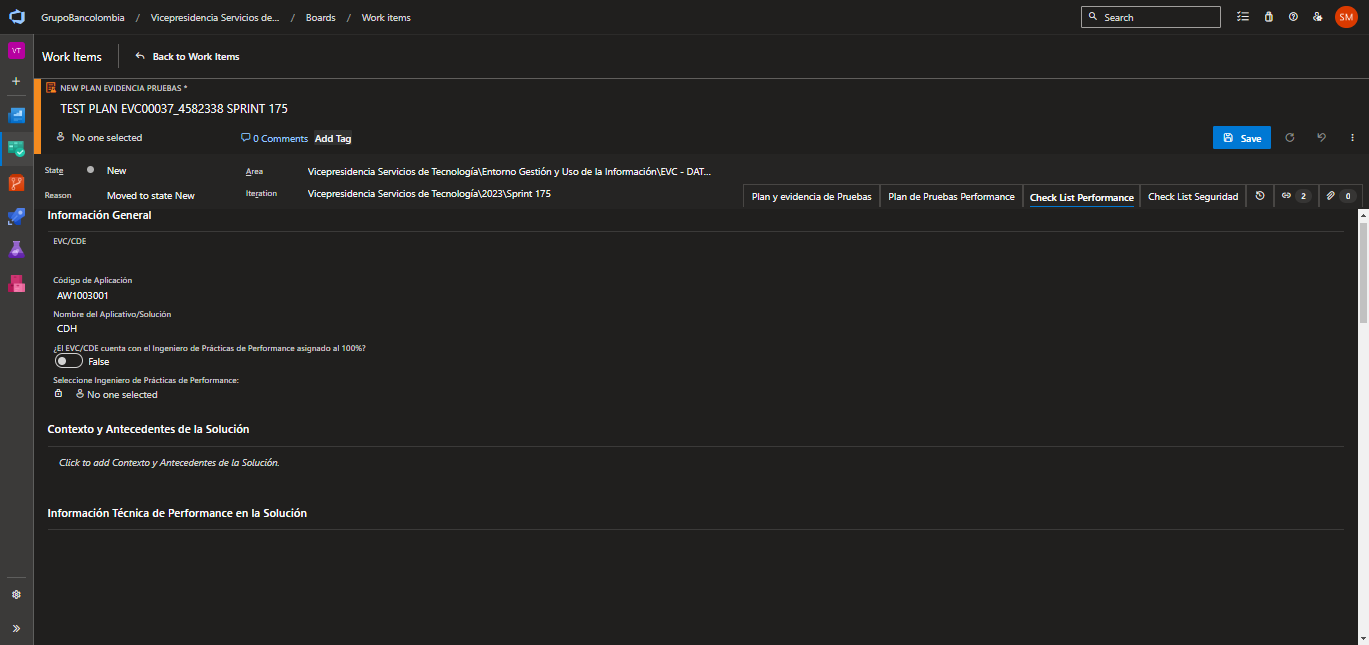 GrupoBancolombia / Vicepresidencia Servicios de... / Boards / Work items
Search
SM
VT
Work Items
Back to Work Items
NEW PLAN EVIDENCIA PRUEBAS *
TEST PLAN EVC00037_4582338 SPRINT 175
No one selected
0 Comments
Add Tag
Save
State
New
Area
Vicepresidencia Servicios de Tecnología\Entorno Gestión y Uso de la Información\EVC - DAT...
Reason
Moved to state New
Iteration
Vicepresidencia Servicios de Tecnología\2023\Sprint 175
Plan y evidencia de Pruebas
Plan de Pruebas Performance
Check List Performance
Check List Seguridad
2
0
Información General
EVC/CDE
Código de Aplicación
AW1003001
Nombre del Aplicativo/Solución
CDH
¿El EVC/CDE cuenta con el Ingeniero de Prácticas de Performance asignado al 100%?
False
Seleccione Ingeniero de Prácticas de Performance:
No one selected
Contexto y Antecedentes de la Solución
Click to add Contexto y Antecedentes de la Solución.
Información Técnica de Performance en la Solución